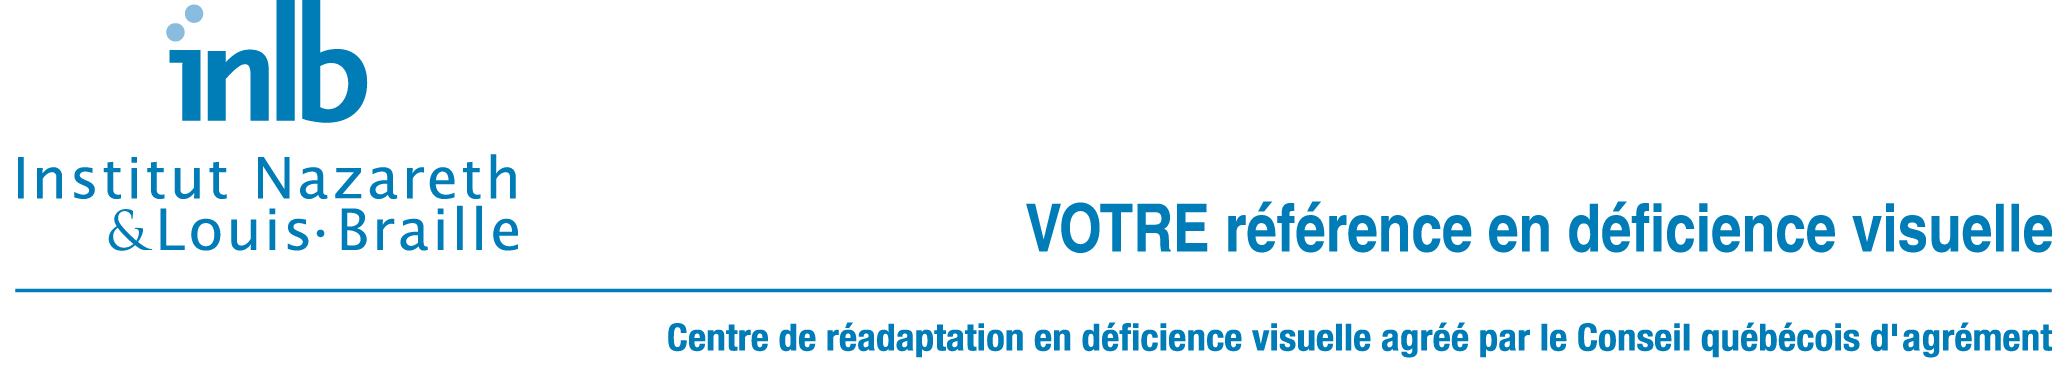 inlb
Institut Nazareth
&Louis·Braille
VOTRE référence en déficience visuelle
Centre de réadaptation en déficience visuelle agréé par le Conseil québécois d'agrément